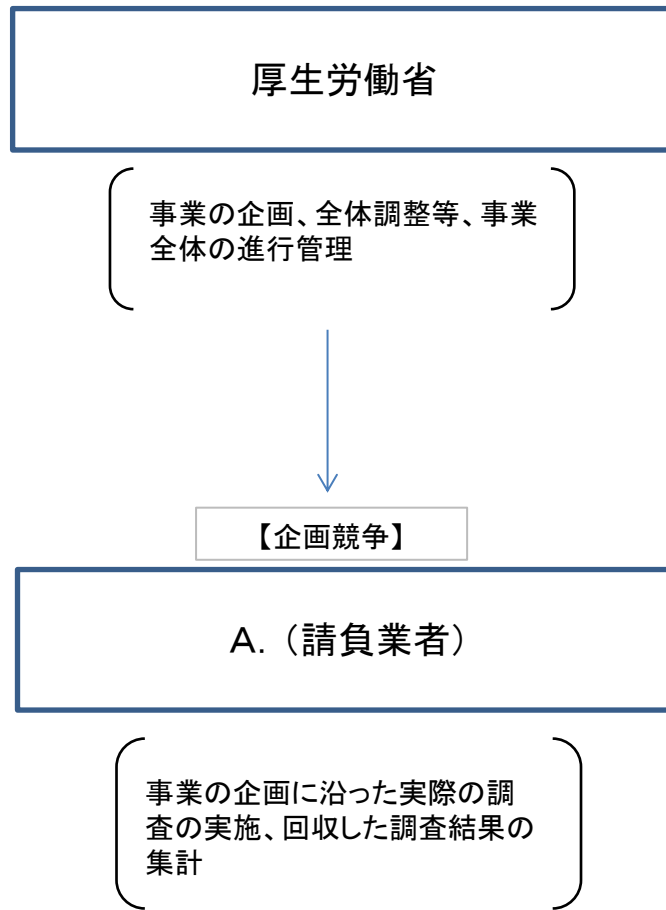 厚生労働省
事業の企画、全体調整等、事業
全体の進行管理
【企画競争】
A.（請負業者）
事業の企画に沿った実際の調
査の実施、回収した調査結果の
集計